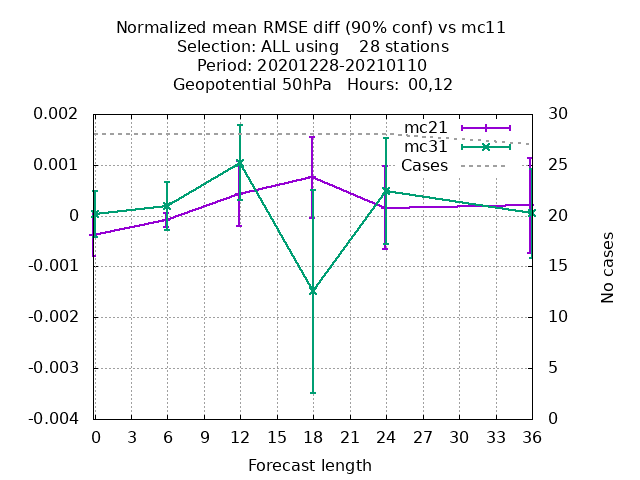 Normalized mean RMSE diff (90% conf) vs mc11
Selection: ALL using    28 stations
Period: 20201228-20210110
Geopotential 50hPa   Hours:  00,12
0.002
0.001
0
-0.001
-0.002
-0.003
-0.004
mc21
mc31
Cases
30
25
20
15
10
5
0
No cases
0 3 6 9 12 15 18 21 24 27 30 33 36
Forecast length